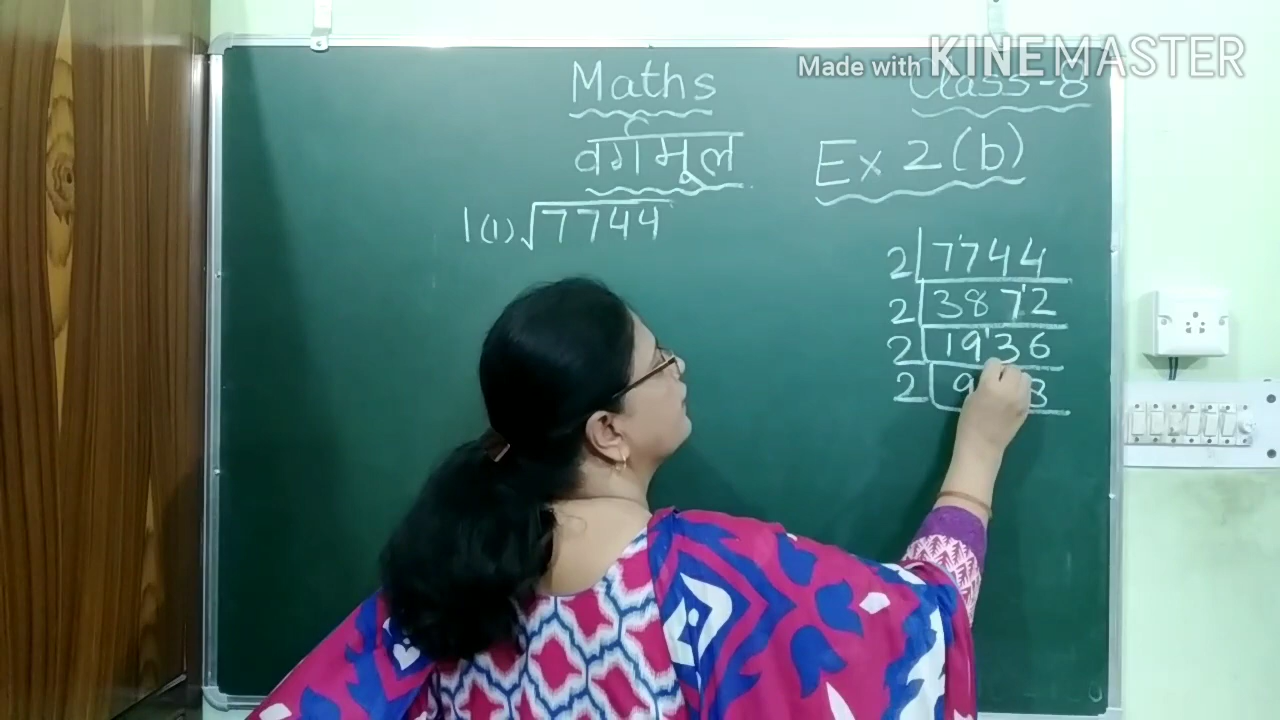 Made with KINEMASTER
Maths
Class-8
वर्गमूल
Ex 2(b)
1(1) √7744
2 7744
2 3872
2 1936
2